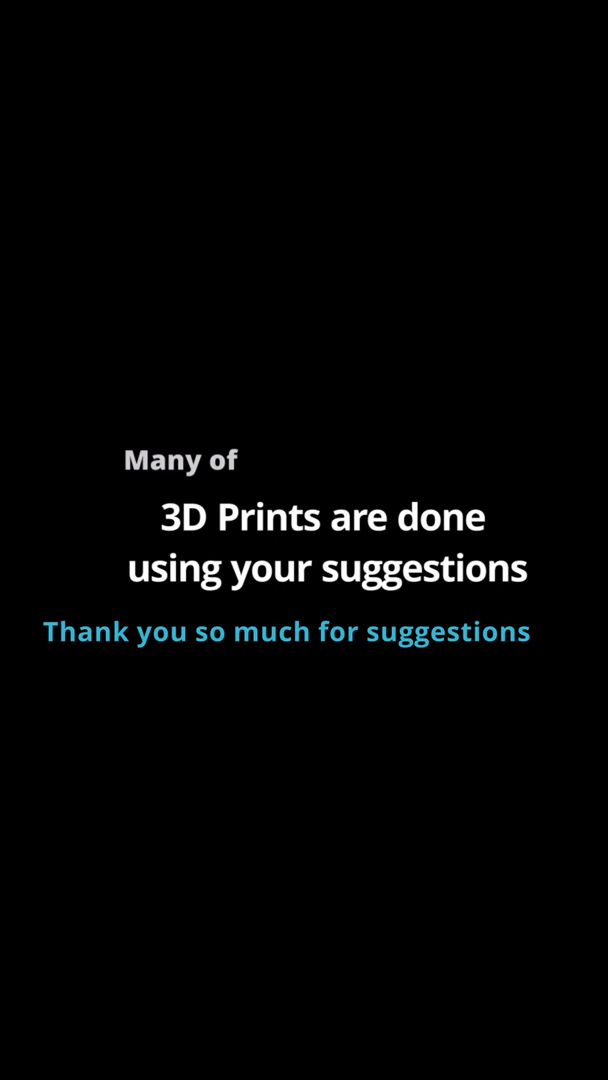 Many of
3D Prints are done
using your suggestions
Thank you so much for suggestions